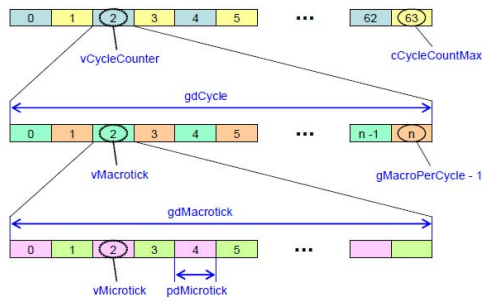 0 1 2 3 4 5 ••• 62 63
vCycleCounter cCycleCountMax
gdCycle
0 1 2 3 4 5 ••• n -1 n
vMacrotick gMacroPerCycle - 1
gdMacrotick
0 1 2 3 4 5 •••
vMicrotick pdMicrotick